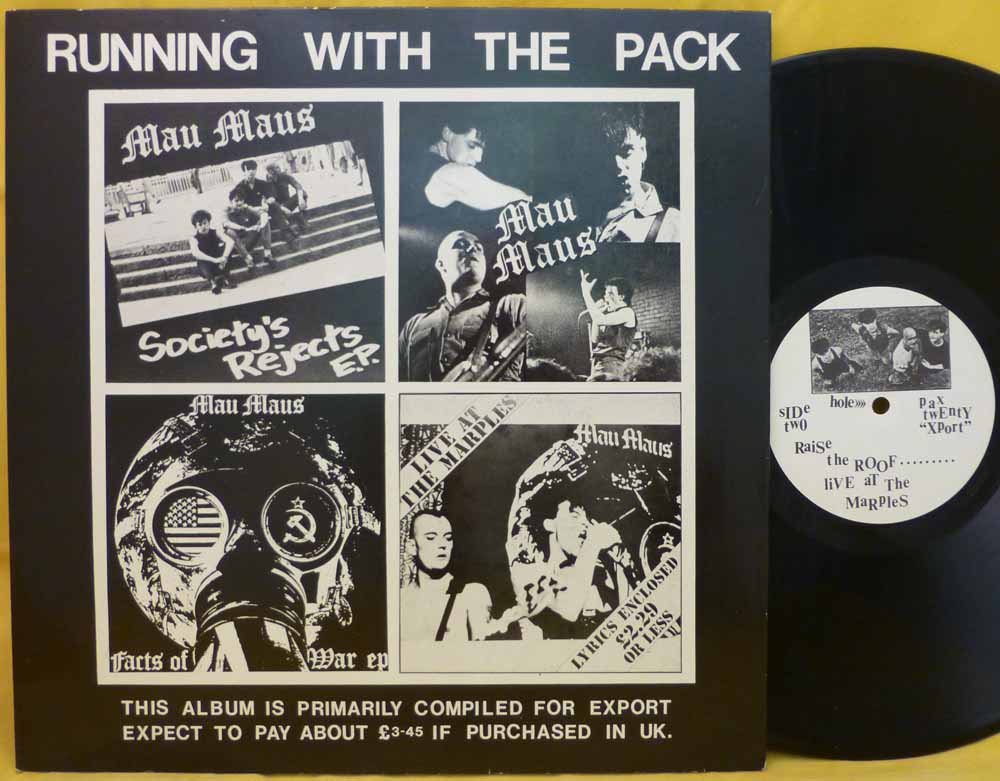 RUNNING WITH THE PACK
Mau Maus
Society's
Rejects
E.P.
Mau
Maus
Mau Maus
Facts of War ep
LIVE AT
THE MARPLES
Mau Maus
LYRICS ENCLOSED
£2.29
OR LESS
THIS ALBUM IS PRIMARILY COMPILED FOR EXPORT
EXPECT TO PAY ABOUT £3-45 IF PURCHASED IN UK.
sIDe
twO
hole»»
pax
twEntY
"Xport"
RaiSe
the ROOF.........
liVE aT The
MaRpleS